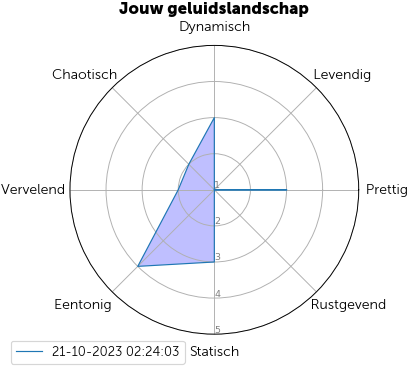 Jouw geluidslandschap
Dynamisch
Chaotisch
Levendig
Vervelend
Prettig
1
2
3
4
5
Eentonig
Rustgevend
Statisch
21-10-2023 02:24:03